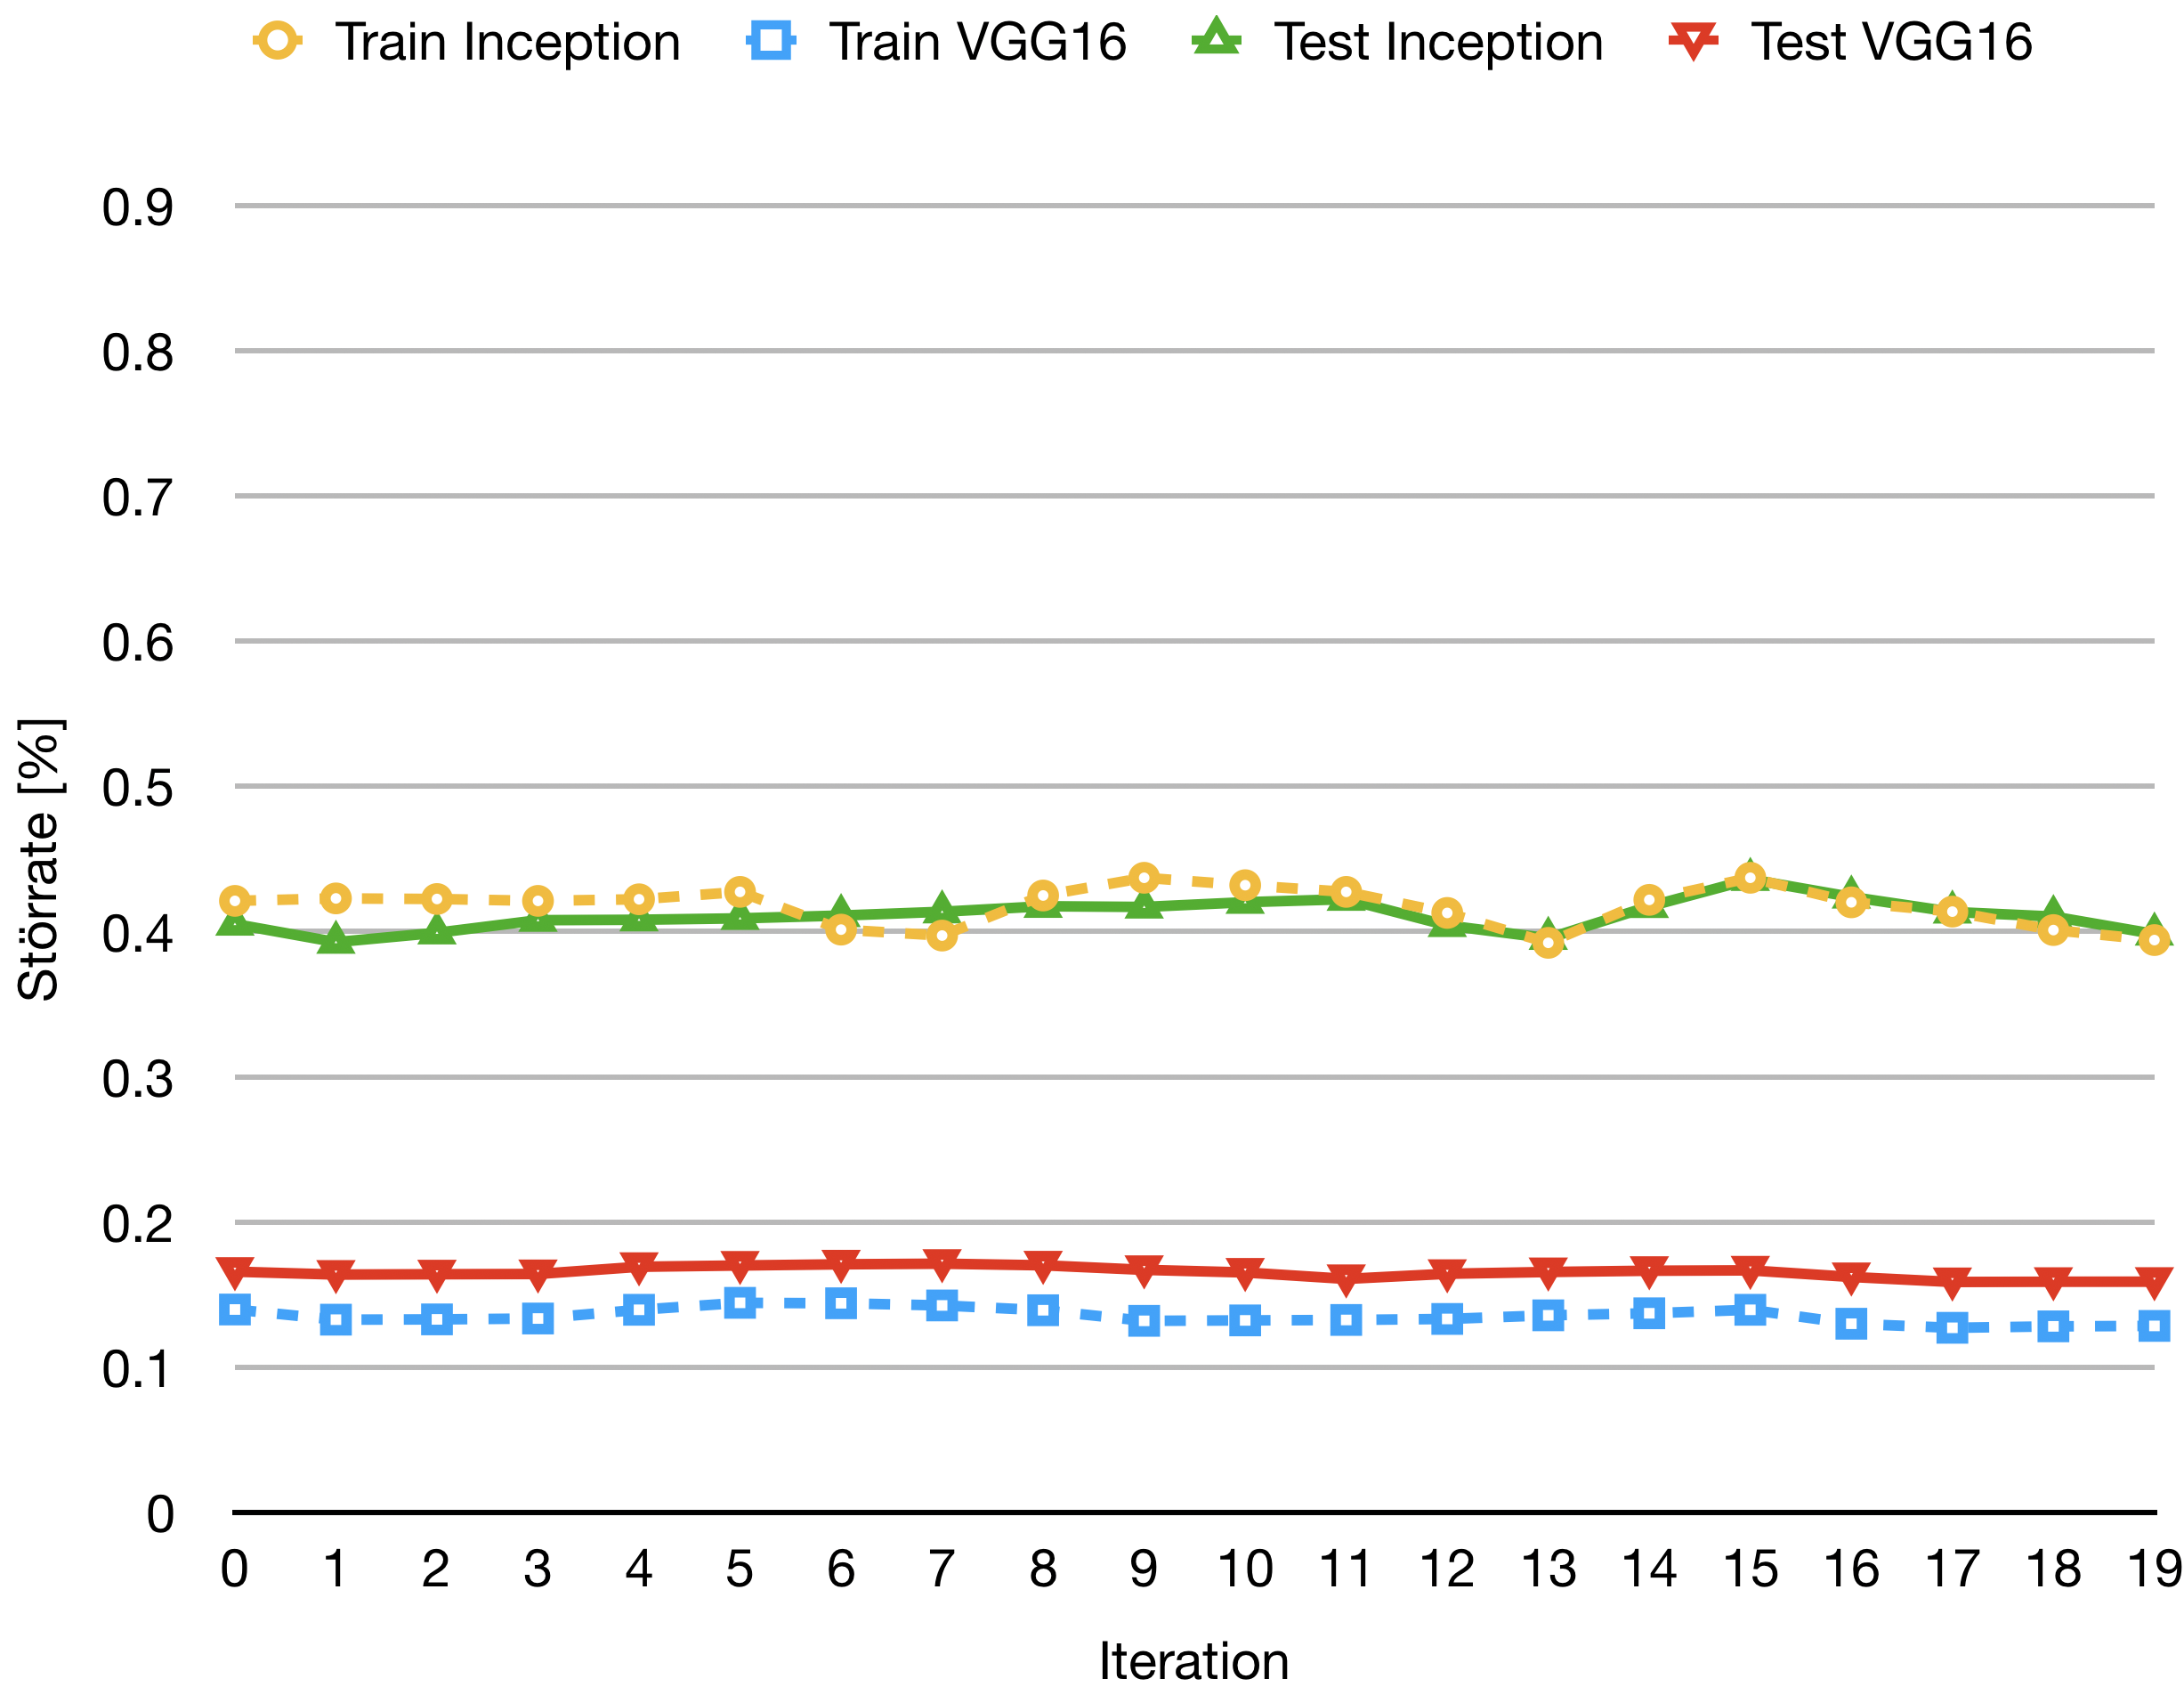 Train Inception Train VGG16 Test Inception Test VGG16
0.9
0.8
0.7
0.6
0.5
0.4
0.3
0.2
0.1
0
Störrate [%]
0 1 2 3 4 5 6 7 8 9 10 11 12 13 14 15 16 17 18 19
Iteration